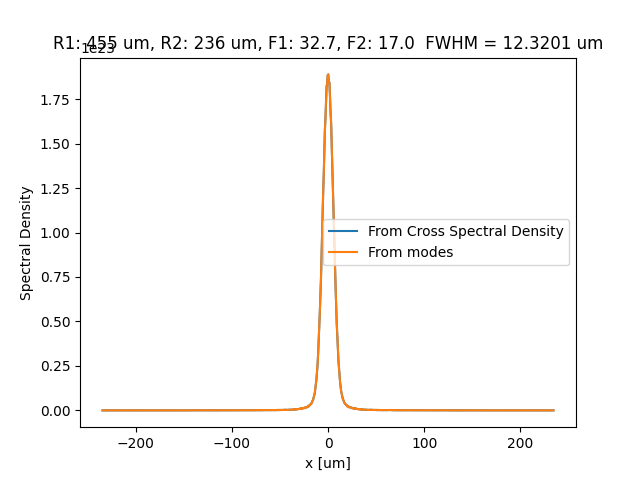 R1: 455 um, R2: 236 um, F1: 32.7, F2: 17.0  FWHM = 12.3201 um
1e23
1.75
1.50
1.25
1.00
0.75
0.50
0.25
0.00
Spectral Density
From Cross Spectral Density
From modes
−200
−100
0
100
200
x [um]